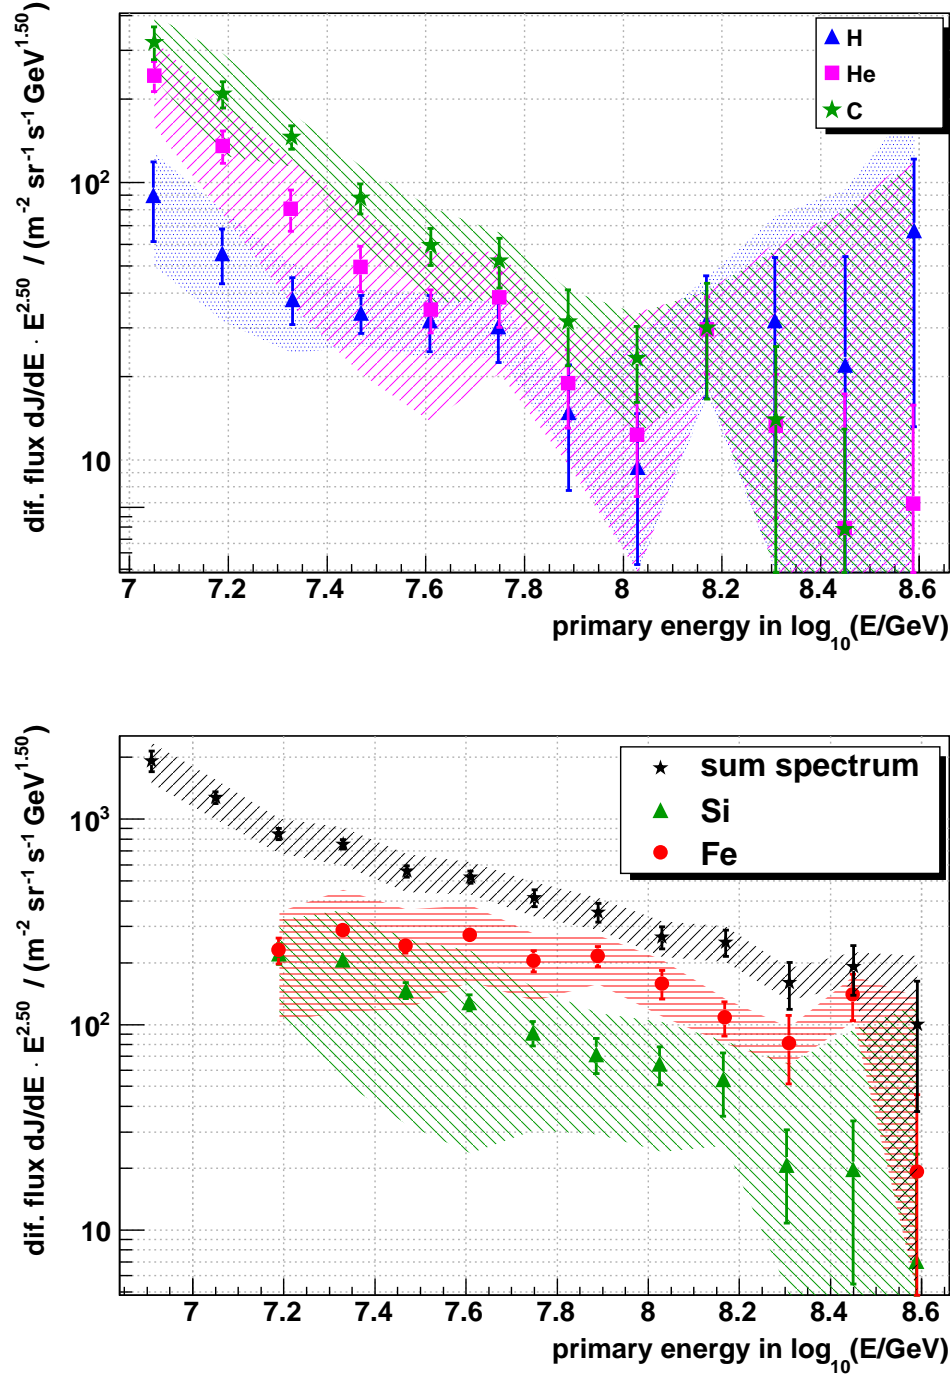 dif. flux dJ/dE · E^2.50 / (m^-2 sr^-1 s^-1 GeV^1.50)
H
He
C
10^2
10
7 7.2 7.4 7.6 7.8 8 8.2 8.4 8.6
primary energy in log_10(E/GeV)
dif. flux dJ/dE · E^2.50 / (m^-2 sr^-1 s^-1 GeV^1.50)
sum spectrum
Si
Fe
10^3
10^2
10
7 7.2 7.4 7.6 7.8 8 8.2 8.4 8.6
primary energy in log_10(E/GeV)